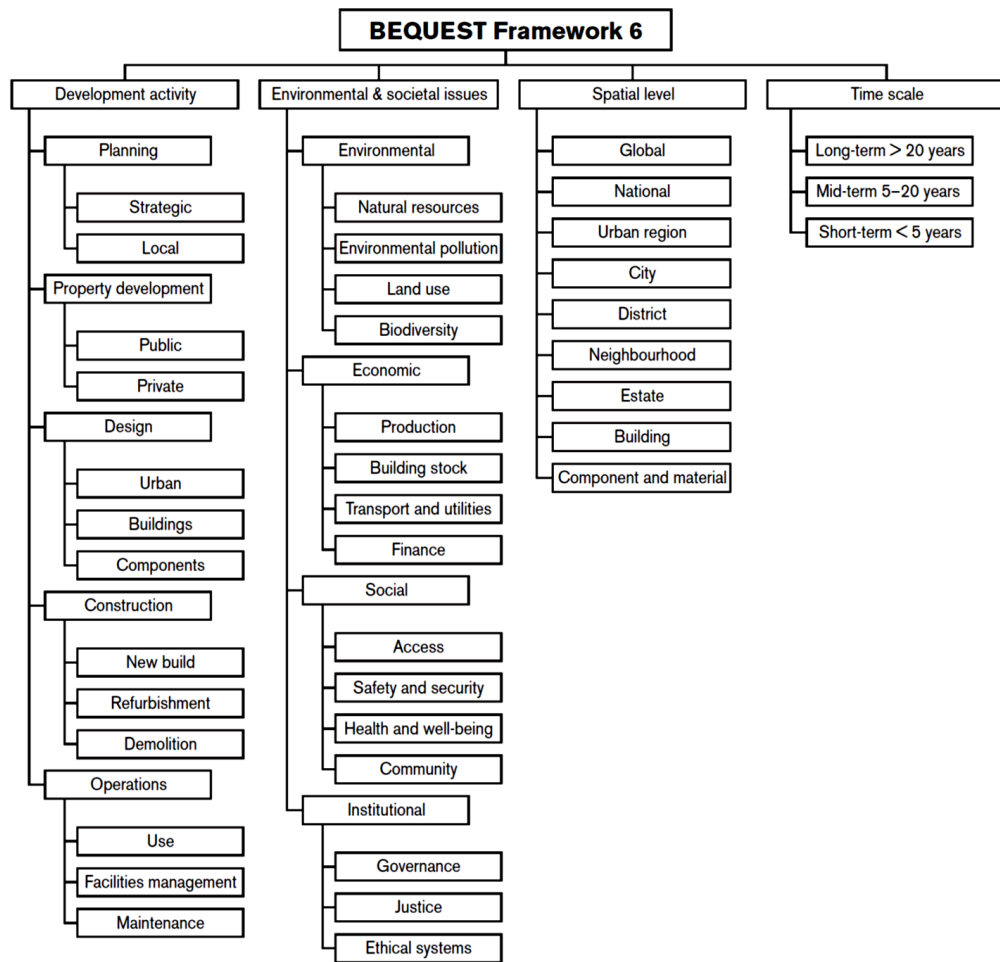 BEQUEST Framework 6
Development activity
Planning
Strategic
Local
Property development
Public
Private
Design
Urban
Buildings
Components
Construction
New build
Refurbishment
Demolition
Operations
Use
Facilities management
Maintenance
Environmental & societal issues
Environmental
Natural resources
Environmental pollution
Land use
Biodiversity
Economic
Production
Building stock
Transport and utilities
Finance
Social
Access
Safety and security
Health and well-being
Community
Institutional
Governance
Justice
Ethical systems
Spatial level
Global
National
Urban region
City
District
Neighbourhood
Estate
Building
Component and material
Time scale
Long-term > 20 years
Mid-term 5–20 years
Short-term < 5 years